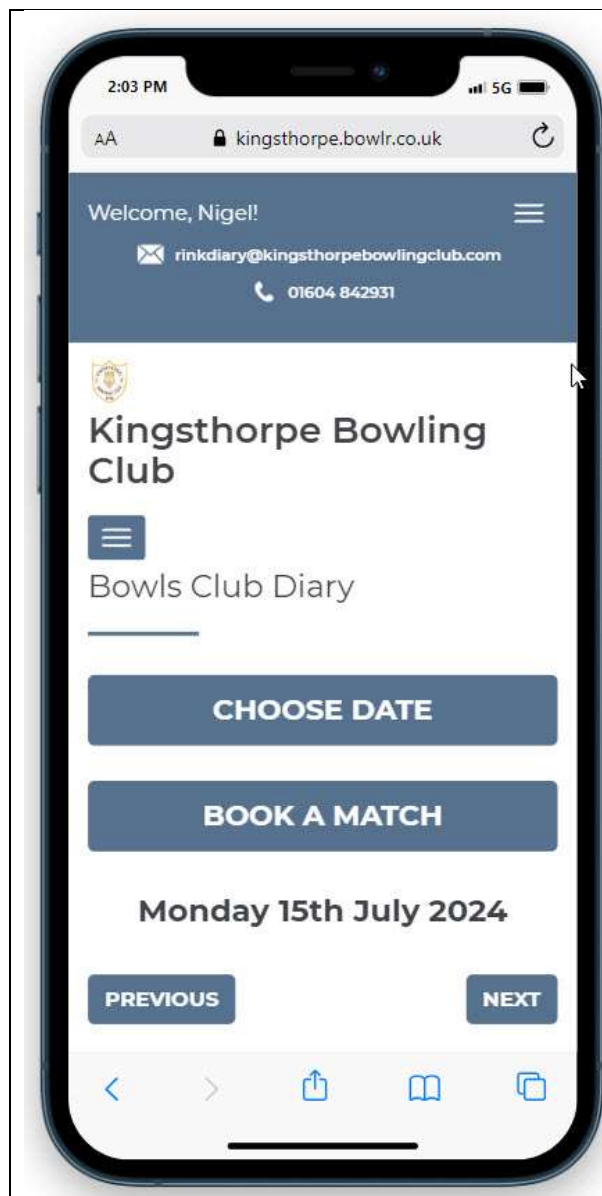 2:03 PM
5G
AA
kingsthorpe.bowlr.co.uk
Welcome, Nigel!
rinkdiary@kingsthorpebowlingclub.com
01604 842931
Kingsthorpe Bowling
Club
Bowls Club Diary
CHOOSE DATE
BOOK A MATCH
Monday 15th July 2024
PREVIOUS
NEXT